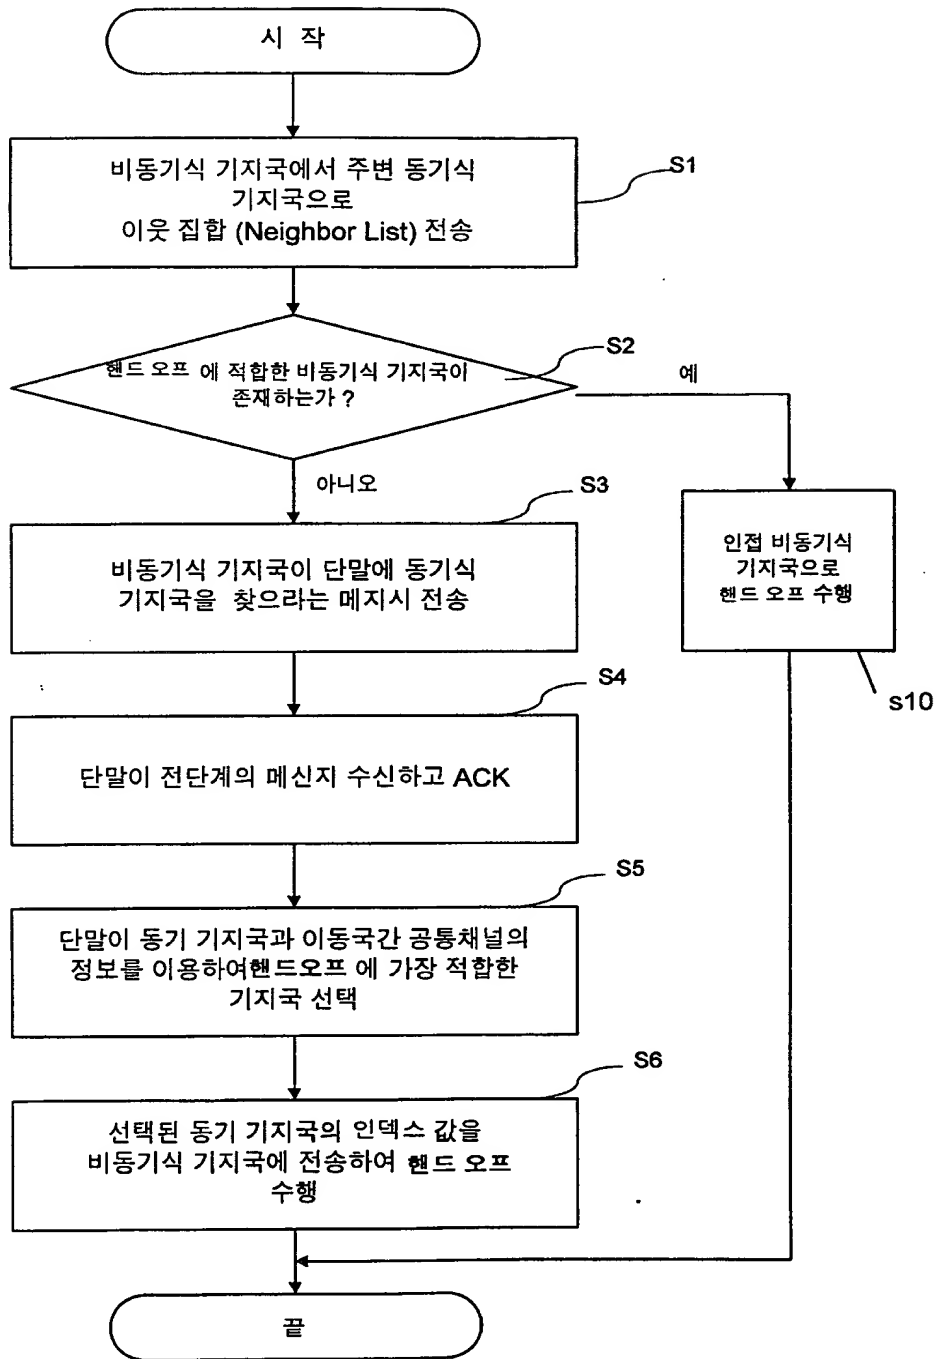 시 작
비동기식 기지국에서 주변 동기식
기지국으로
이웃 집합 (Neighbor List) 전송
S1
핸드 오프 에 적합한 비동기식 기지국이
존재하는가 ?
S2
예
아니오
S3
비동기식 기지국이 단말에 동기식
기지국을 찾으라는 메지시 전송
인접 비동기식
기지국으로
핸드 오프 수행
s10
S4
단말이 전단계의 메신지 수신하고 ACK
S5
단말이 동기 기지국과 이동국간 공통채널의
정보를 이용하여핸드오프 에 가장 적합한
기지국 선택
S6
선택된 동기 기지국의 인덱스 값을
비동기식 기지국에 전송하여 핸드 오프
수행
끝